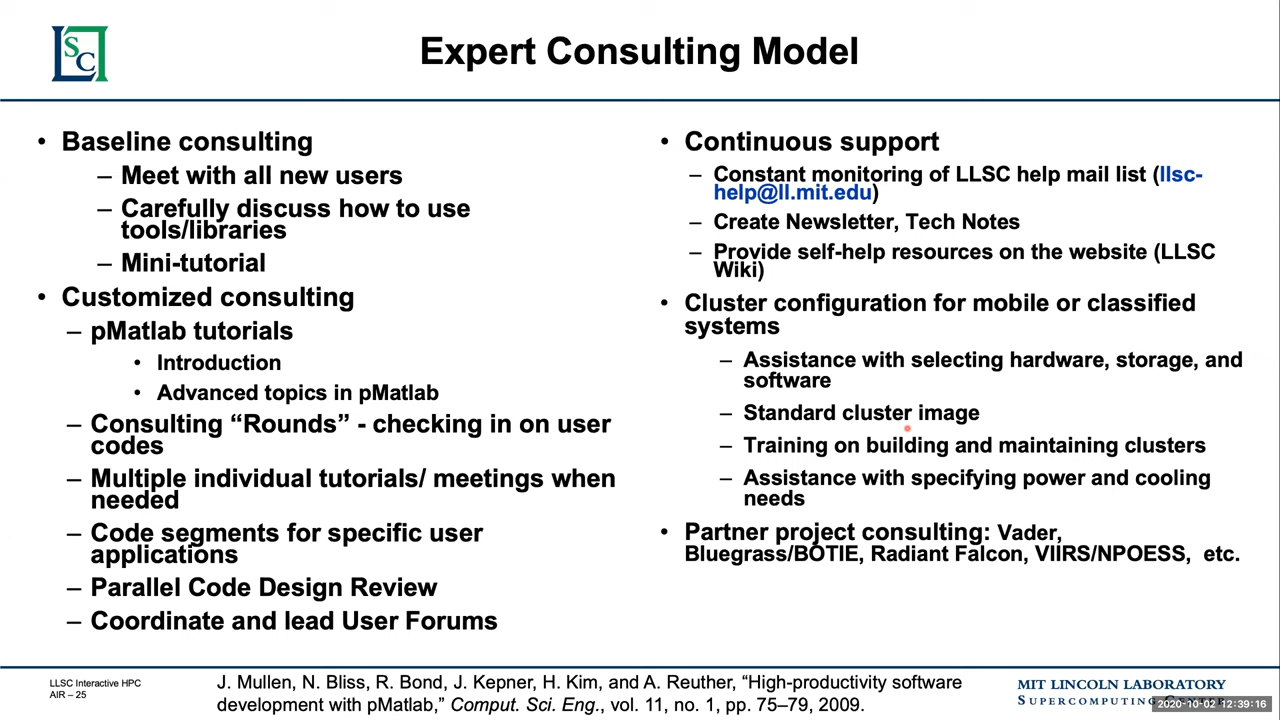 LSC
Expert Consulting Model
• Baseline consulting
– Meet with all new users
– Carefully discuss how to use
tools/libraries
– Mini-tutorial
• Customized consulting
– pMatlab tutorials
• Introduction
• Advanced topics in pMatlab
– Consulting “Rounds” - checking in on user
codes
– Multiple individual tutorials/ meetings when
needed
– Code segments for specific user
applications
– Parallel Code Design Review
– Coordinate and lead User Forums
• Continuous support
– Constant monitoring of LLSC help mail list (llsc-
help@ll.mit.edu)
– Create Newsletter, Tech Notes
– Provide self-help resources on the website (LLSC
Wiki)
• Cluster configuration for mobile or classified
systems
– Assistance with selecting hardware, storage, and
software
– Standard cluster image
– Training on building and maintaining clusters
– Assistance with specifying power and cooling
needs
• Partner project consulting: Vader,
Bluegrass/BOTIE, Radiant Falcon, VIIRS/NPOESS, etc.
LLSC Interactive HPC
AIR – 25
J. Mullen, N. Bliss, R. Bond, J. Kepner, H. Kim, and A. Reuther, “High-productivity software
development with pMatlab,” Comput. Sci. Eng., vol. 11, no. 1, pp. 75–79, 2009.
MIT LINCOLN LABORATORY
SUPERCOMPUTING CENTER
2020-10-02 12:39:16